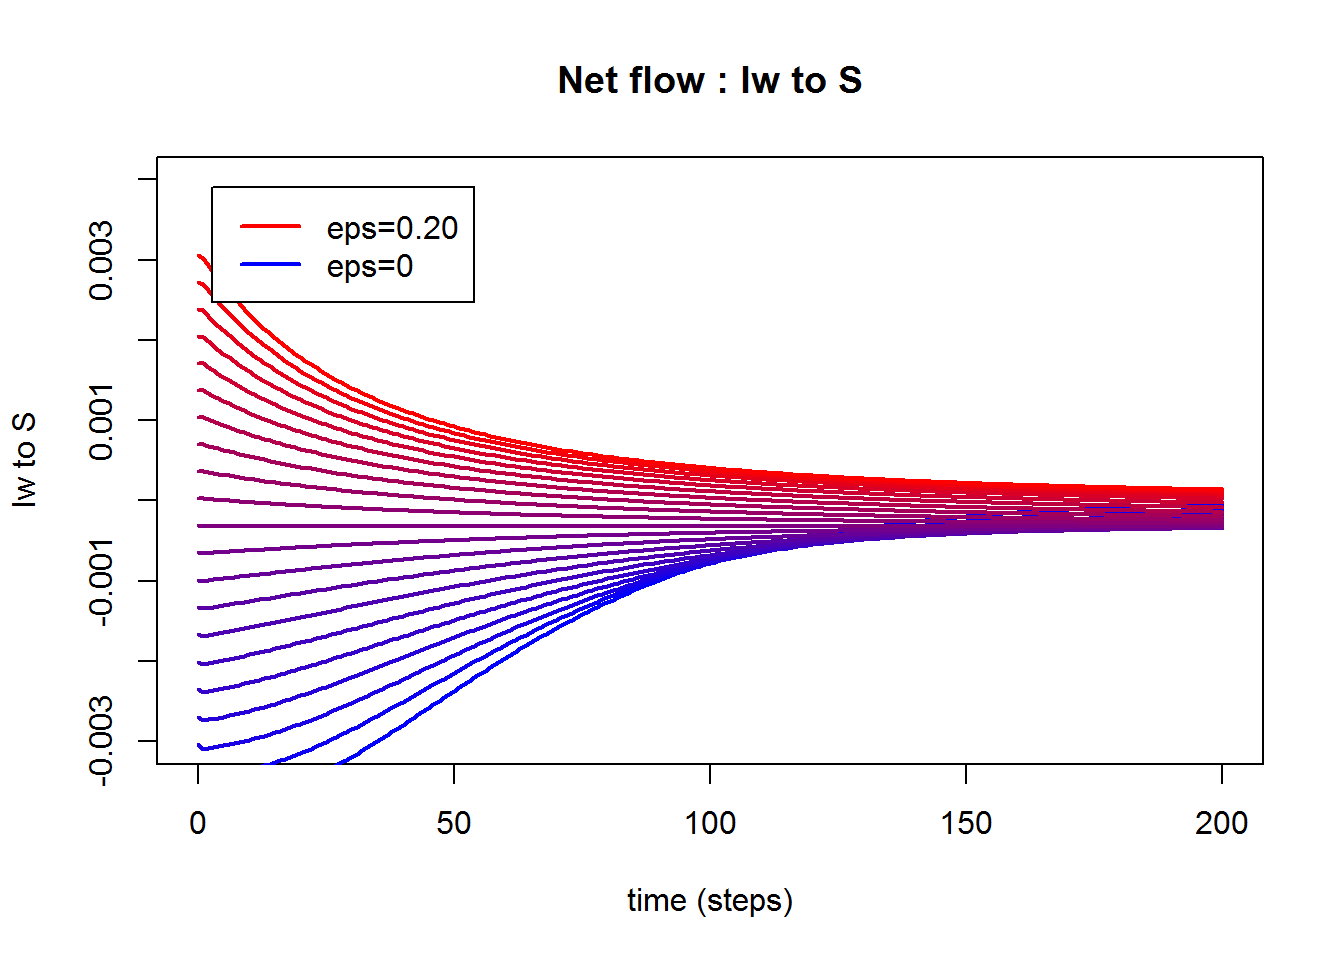 Net flow : Iw to S
eps=0.20
eps=0
Iw to S
0.003
0.001
-0.001
-0.003
0 50 100 150 200
time (steps)